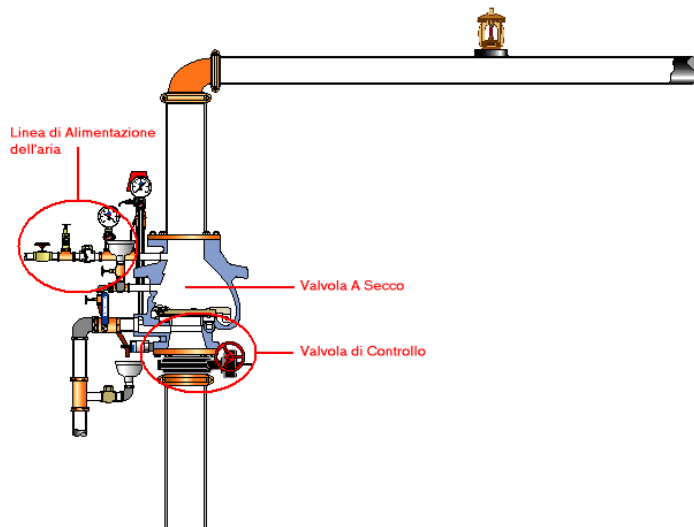 Linea di Alimentazione
dell'aria
Valvola A Secco
Valvola di Controllo